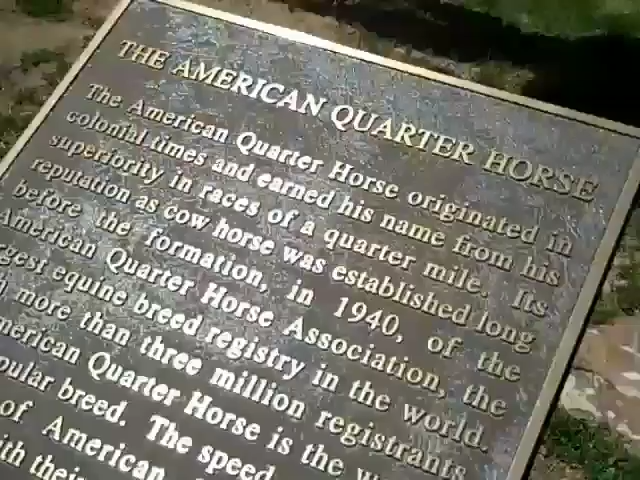 THE AMERICAN QUARTER HORSE
The American Quarter Horse originated in
colonial times and earned his name from his
superiority in races of a quarter mile. Its
reputation as cow horse was established long
before the formation, in 1940, of the
American Quarter Horse Association, the
equine breed registry in the world.
more than three million registrants
American Quarter Horse is the
breed. The speed
of American